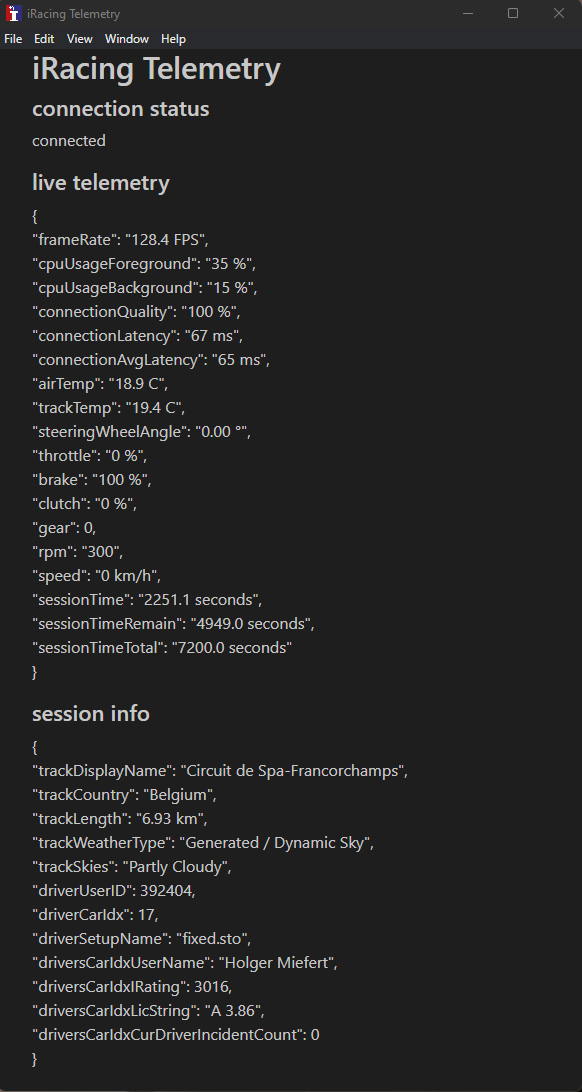 iRacing Telemetry
File Edit View Window Help
iRacing Telemetry
connection status
connected
live telemetry
{
"frameRate": "128.4 FPS",
"cpuUsageForeground": "35 %",
"cpuUsageBackground": "15 %",
"connectionQuality": "100 %",
"connectionLatency": "67 ms",
"connectionAvgLatency": "65 ms",
"airTemp": "18.9 C",
"trackTemp": "19.4 C",
"steeringWheelAngle": "0.00 °",
"throttle": "0 %",
"brake": "100 %",
"clutch": "0 %",
"gear": 0,
"rpm": "300",
"speed": "0 km/h",
"sessionTime": "2251.1 seconds",
"sessionTimeRemain": "4949.0 seconds",
"sessionTimeTotal": "7200.0 seconds"
}
session info
{
"trackDisplayName": "Circuit de Spa-Francorchamps",
"trackCountry": "Belgium",
"trackLength": "6.93 km",
"trackWeatherType": "Generated / Dynamic Sky",
"trackSkies": "Partly Cloudy",
"driverUserID": 392404,
"driverCarIdx": 17,
"driverSetupName": "fixed.sto",
"driversCarIdxUserName": "Holger Miefert",
"driversCarIdxIRating": 3016,
"driversCarIdxLicString": "A 3.86",
"driversCarIdxCurDriverIncidentCount": 0
}